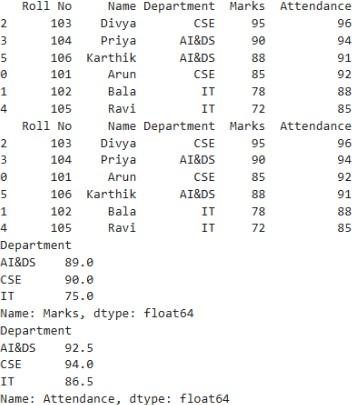 Roll No     Name Department  Marks  Attendance
2      103    Divya        CSE     95          96
3      104    Priya      AI&DS     90          94
5      106  Karthik      AI&DS     88          91
0      101     Arun        CSE     85          92
1      102     Bala         IT     78          88
4      105     Ravi         IT     72          85
   Roll No     Name Department  Marks  Attendance
2      103    Divya        CSE     95          96
3      104    Priya      AI&DS     90          94
0      101     Arun        CSE     85          92
5      106  Karthik      AI&DS     88          91
1      102     Bala         IT     78          88
4      105     Ravi         IT     72          85
Department
AI&DS    89.0
CSE      90.0
IT       75.0
Name: Marks, dtype: float64
Department
AI&DS    92.5
CSE      94.0
IT       86.5
Name: Attendance, dtype: float64